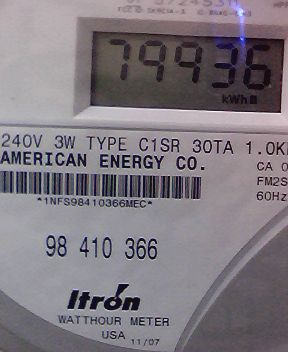 79936
kWh
240V 3W TYPE C1SR 30TA 1.0K
AMERICAN ENERGY CO.
CA 0
FM2S
60Hz
*1NFS98410366MEC*
98 410 366
Itron
WATTHOUR METER
USA 11/07